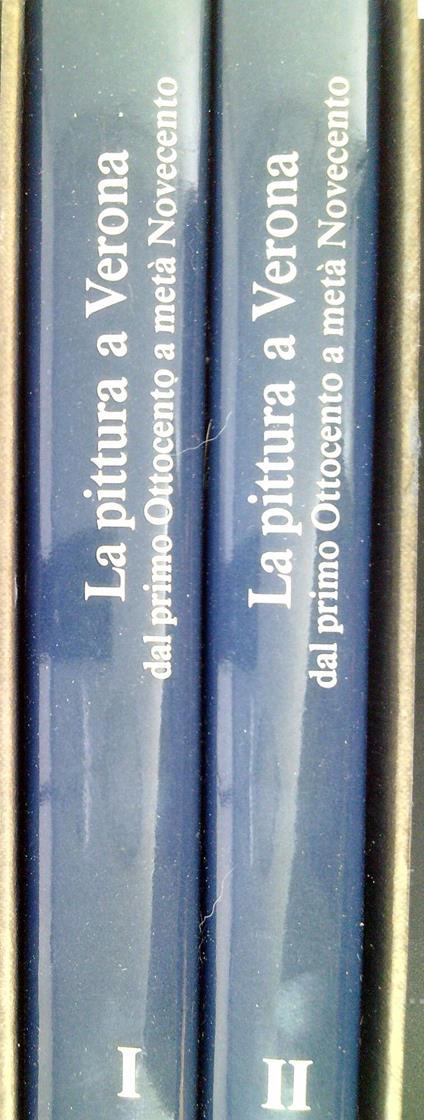 La pittura a Verona
dal primo Ottocento a metà Novecento
I
La pittura a Verona
dal primo Ottocento a metà Novecento
II